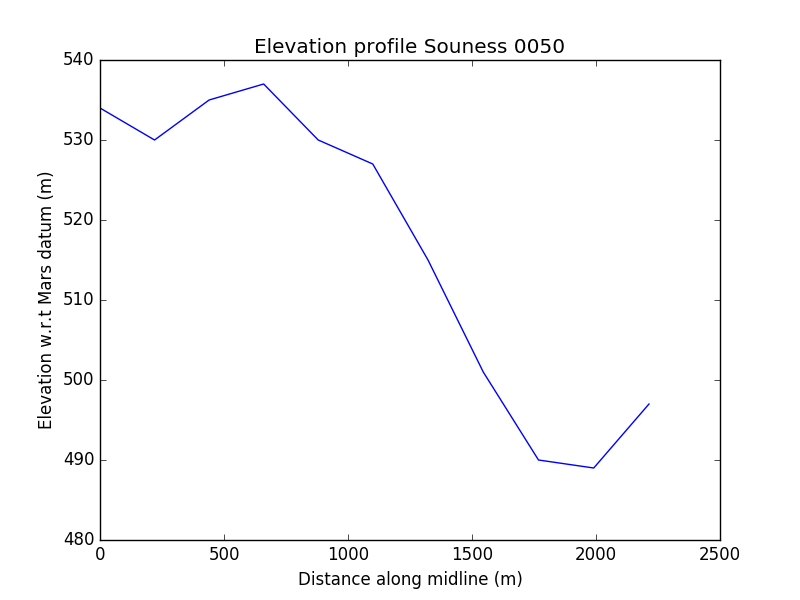 Elevation profile Souness 0050
540
530
520
510
500
490
480
Elevation w.r.t Mars datum (m)
0 500 1000 1500 2000 2500
Distance along midline (m)